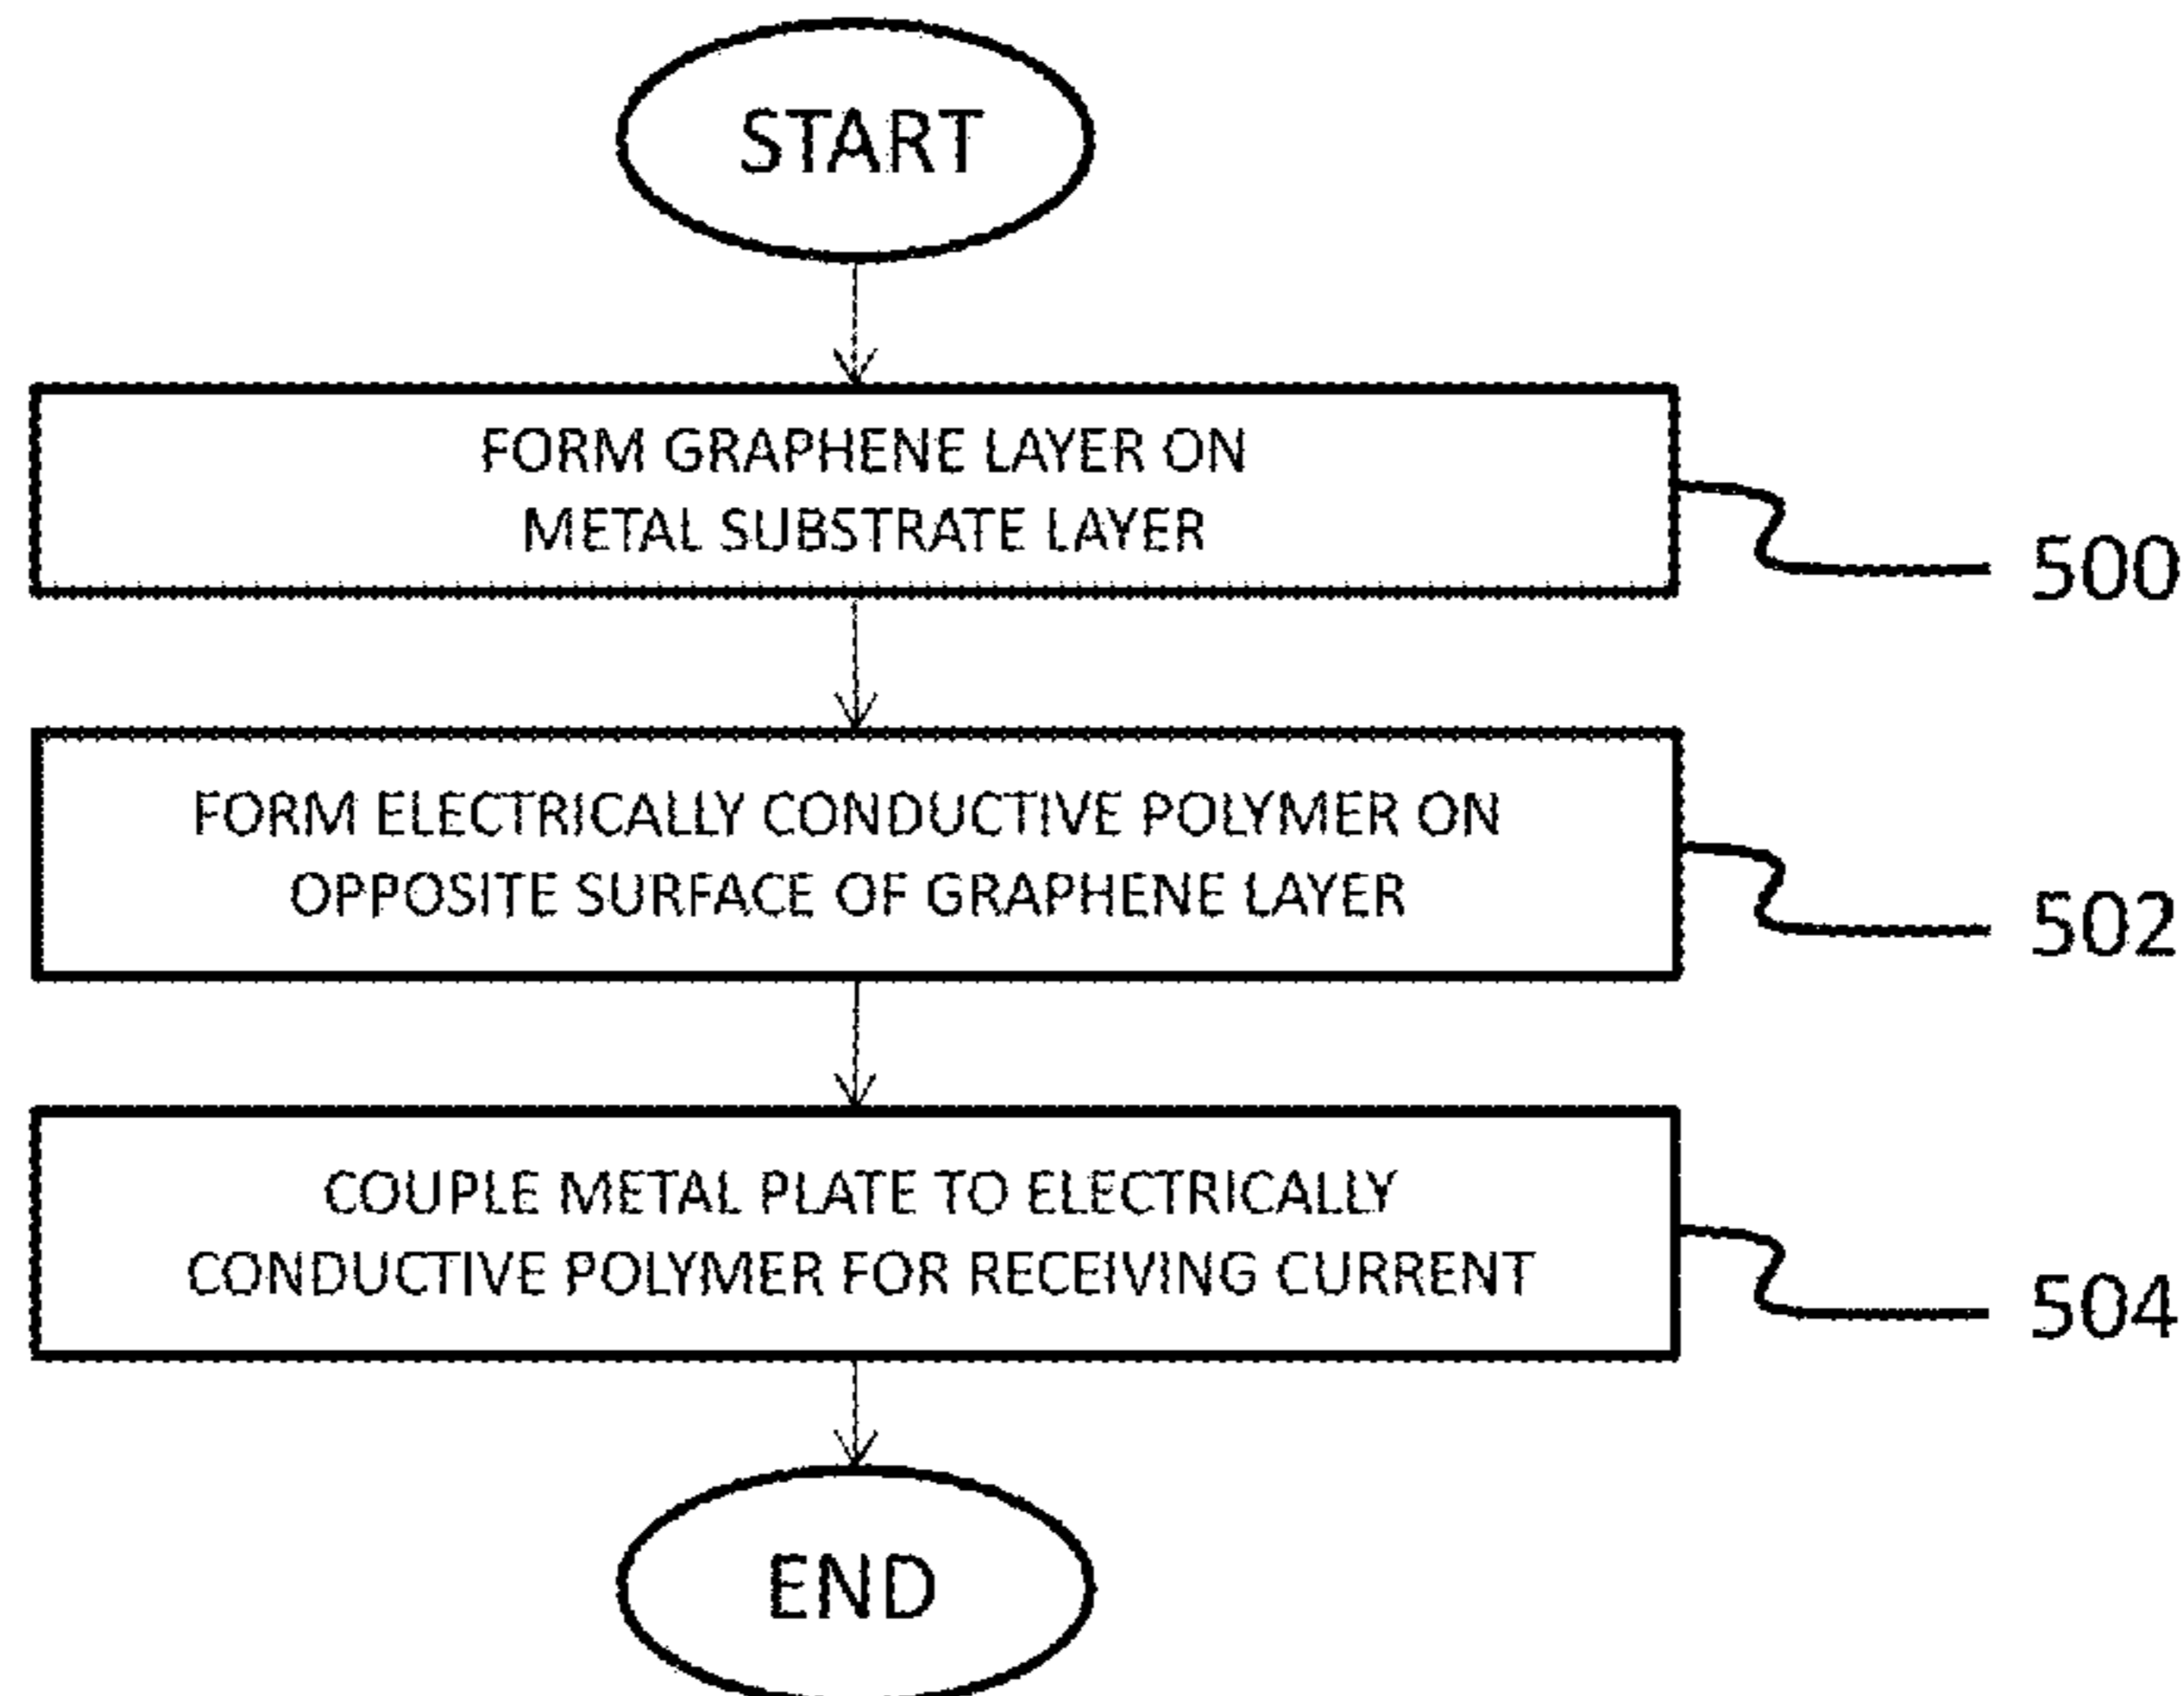 START
FORM GRAPHENE LAYER ON
METAL SUBSTRATE LAYER
500
FORM ELECTRICALLY CONDUCTIVE POLYMER ON
OPPOSITE SURFACE OF GRAPHENE LAYER
502
COUPLE METAL PLATE TO ELECTRICALLY
CONDUCTIVE POLYMER FOR RECEIVING CURRENT
504
END